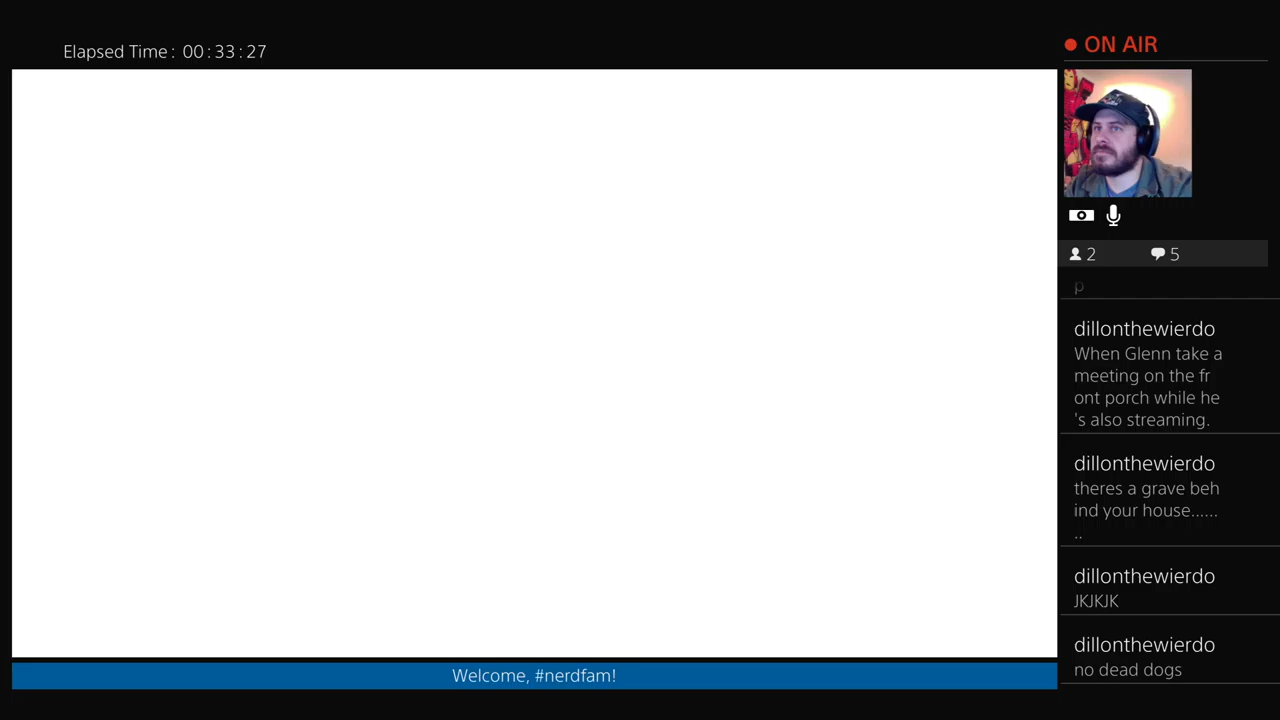 Elapsed Time: 00:33:27
ON AIR
2 5
p
dillonthewierdo
When Glenn take a
meeting on the fr
ont porch while he
's also streaming.
dillonthewierdo
theres a grave beh
ind your house......
..
dillonthewierdo
JKJKJK
dillonthewierdo
no dead dogs
Welcome, #nerdfam!